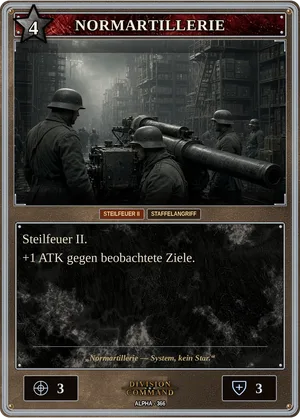 4
NORMARTILLERIE
STEILFEUER II
STAFFELANGRIFF
Steilfeuer II.
+1 ATK gegen beobachtete Ziele.
„Normartillerie — System, kein Star.“
3
DIVISION
COMMAND
ALPHA 366
3